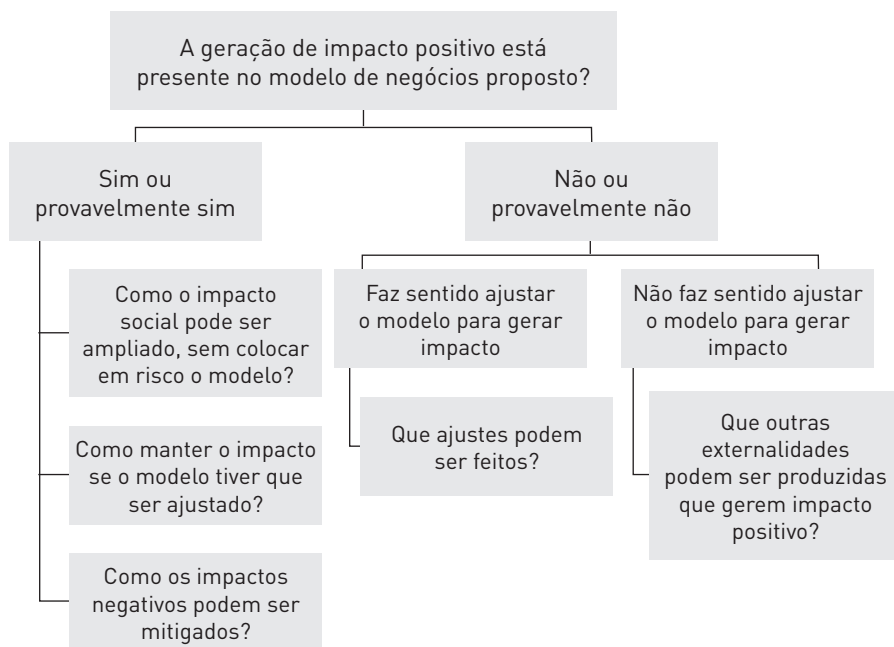 A geração de impacto positivo está
presente no modelo de negócios proposto?
Sim ou
provavelmente sim
Não ou
provavelmente não
Como o impacto
social pode ser
ampliado, sem colocar
em risco o modelo?
Como manter o impacto
se o modelo tiver que
ser ajustado?
Como os impactos
negativos podem ser
mitigados?
Faz sentido ajustar
o modelo para gerar
impacto
Que ajustes podem
ser feitos?
Não faz sentido ajustar
o modelo para gerar
impacto
Que outras
externalidades
podem ser produzidas
que gerem impacto
positivo?